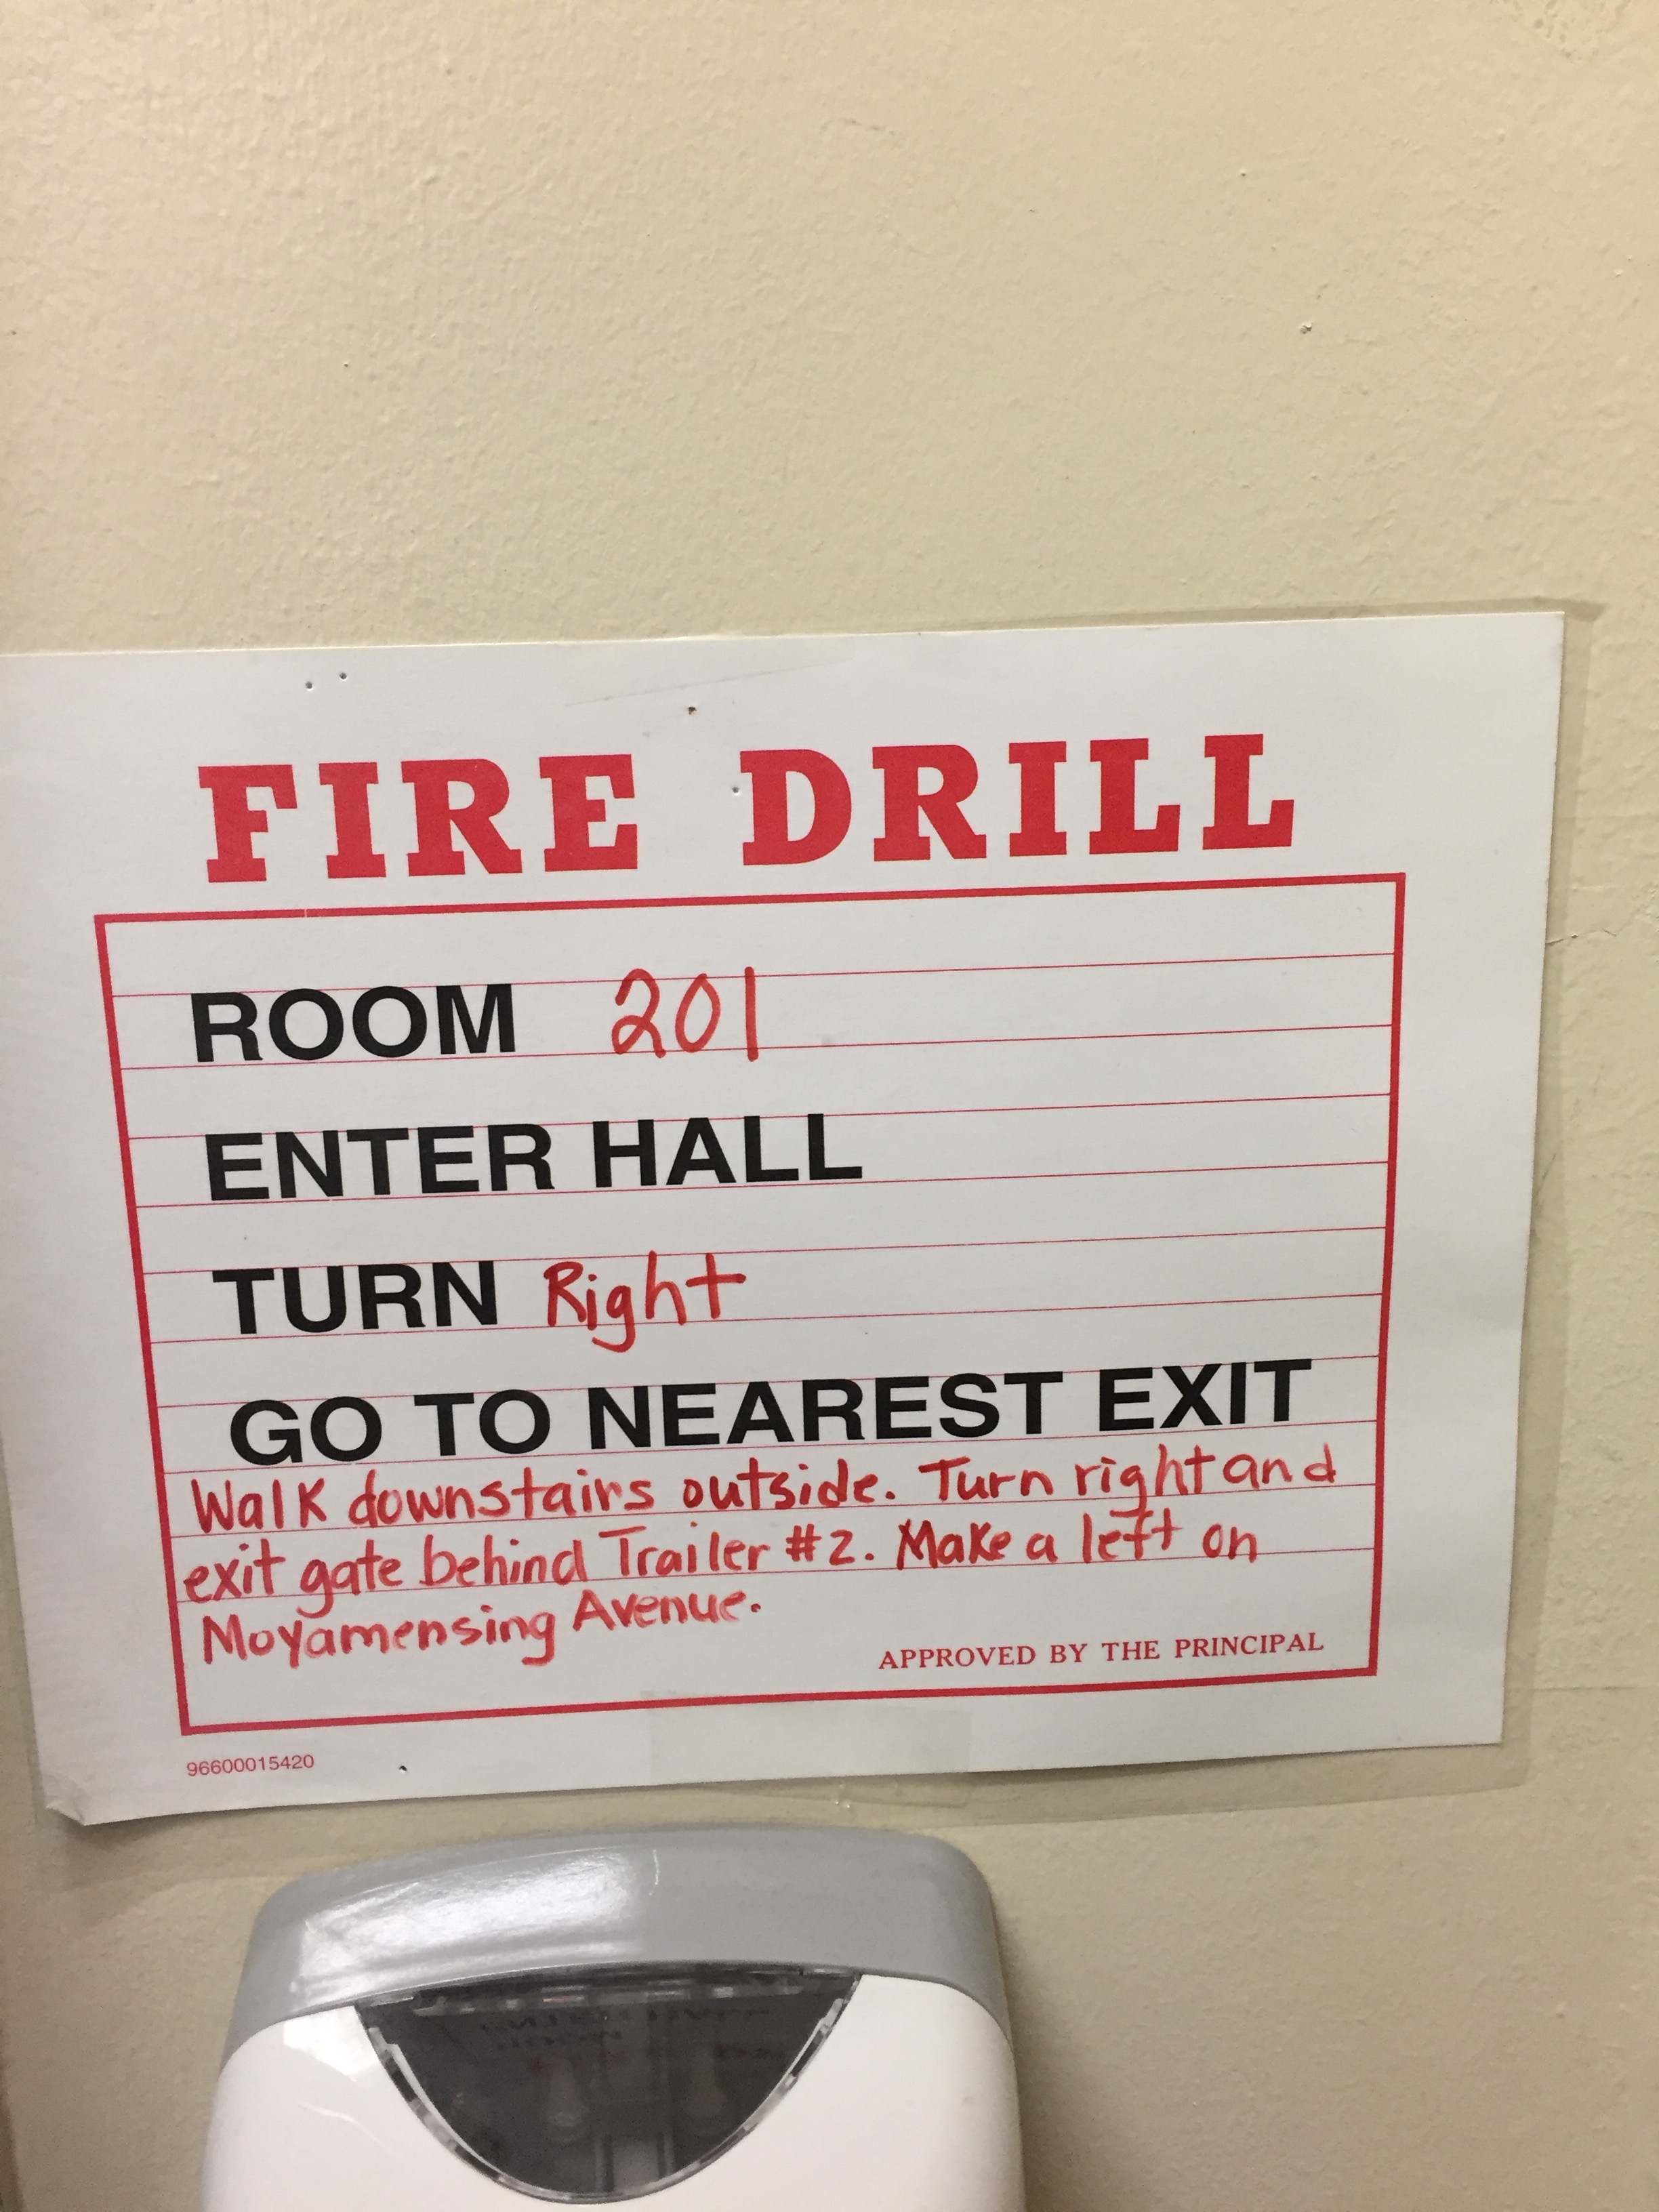 FIRE DRILL
ROOM 201
ENTER HALL
TURN Right
GO TO NEAREST EXIT
Walk downstairs outside. Turn right and
exit gate behind Trailer #2. Make a left on
Moyamensing Avenue.
APPROVED BY THE PRINCIPAL
96600015420